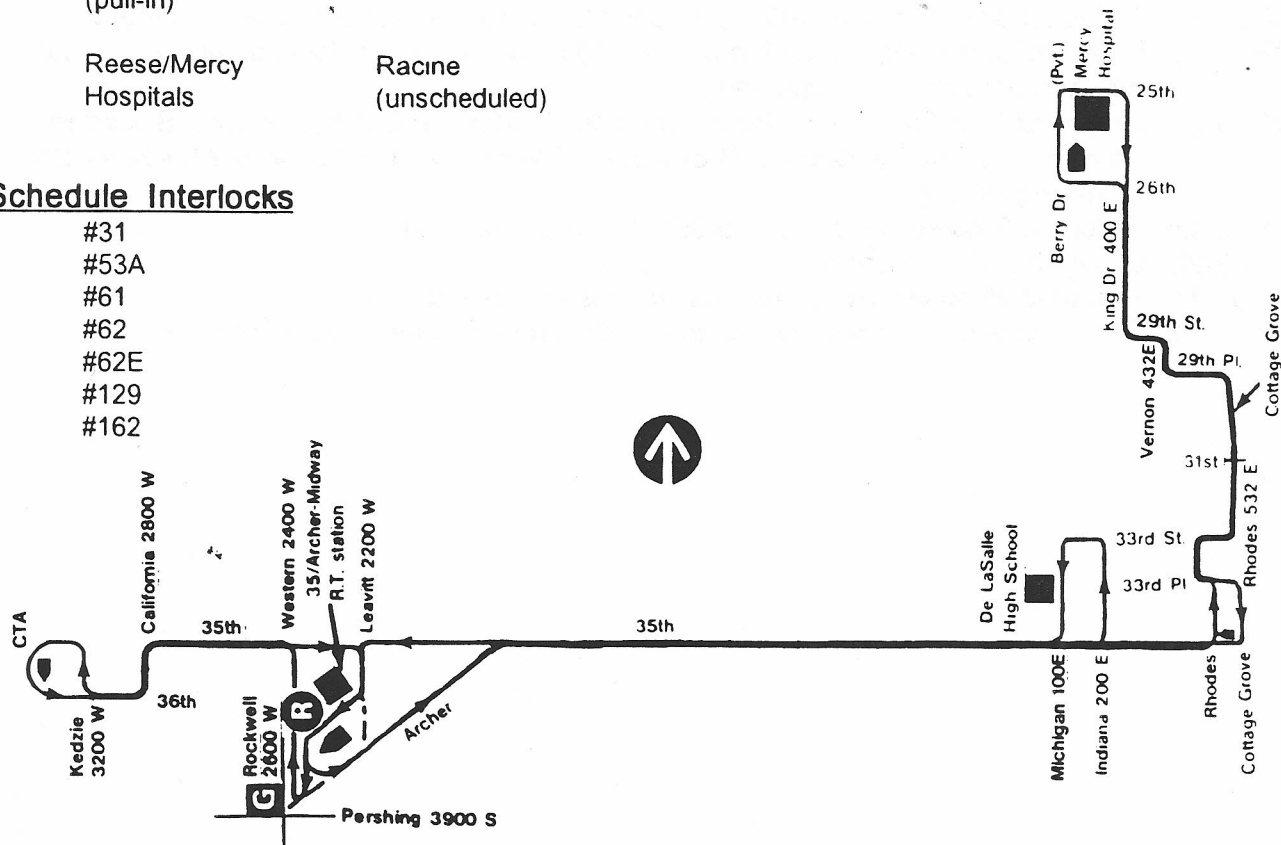 (pull-in)
Reese/Mercy
Hospitals
Racine
(unscheduled)
Schedule Interlocks
#31
#53A
#61
#62
#62E
#129
#162
(Pvt.)
Mercy
Hospital
25th
26th
Berry Dr
King Dr 400 E
29th St.
Vernon 432E
29th Pl.
Cottage Grove
31st
Rhodes 532 E
33rd St.
33rd Pl
De LaSalle
High School
35th
Michigan 100E
Indiana 200 E
Rhodes
Cottage Grove
CTA
California 2800 W
Western 2400 W
35/Archer-Midway
R.T. station
Leavitt 2200 W
35th
36th
Kedzie
3200 W
Rockwell
2600 W
R
G
Archer
Pershing 3900 S